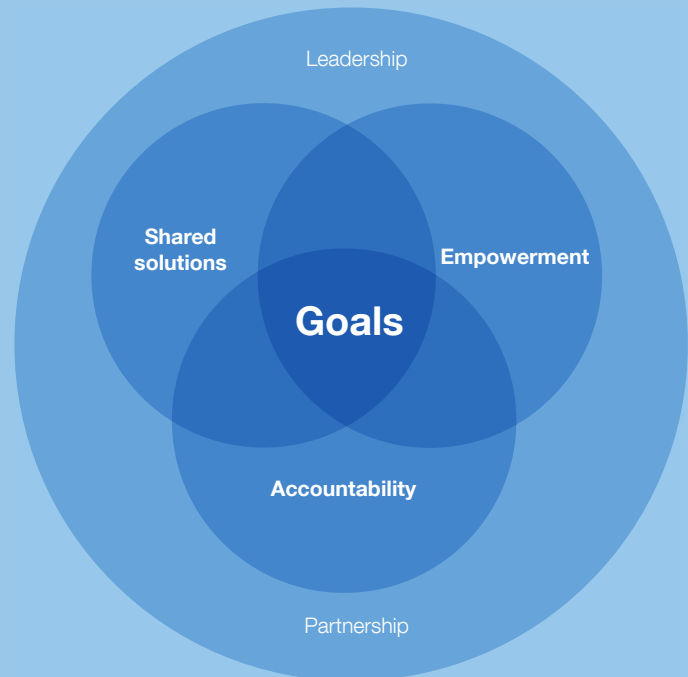 Leadership
Shared
solutions
Empowerment
Goals
Accountability
Partnership